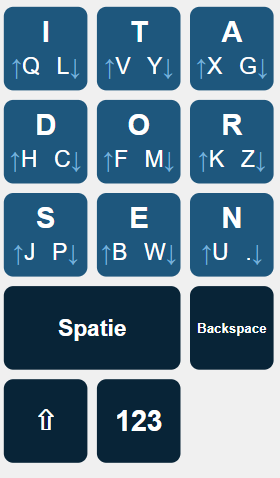 I T A
↑Q L↓ ↑V Y↓ ↑X G↓
D O R
↑H C↓ ↑F M↓ ↑K Z↓
S E N
↑J P↓ ↑B W↓ ↑U .↓
Spatie Backspace
⇧ 123